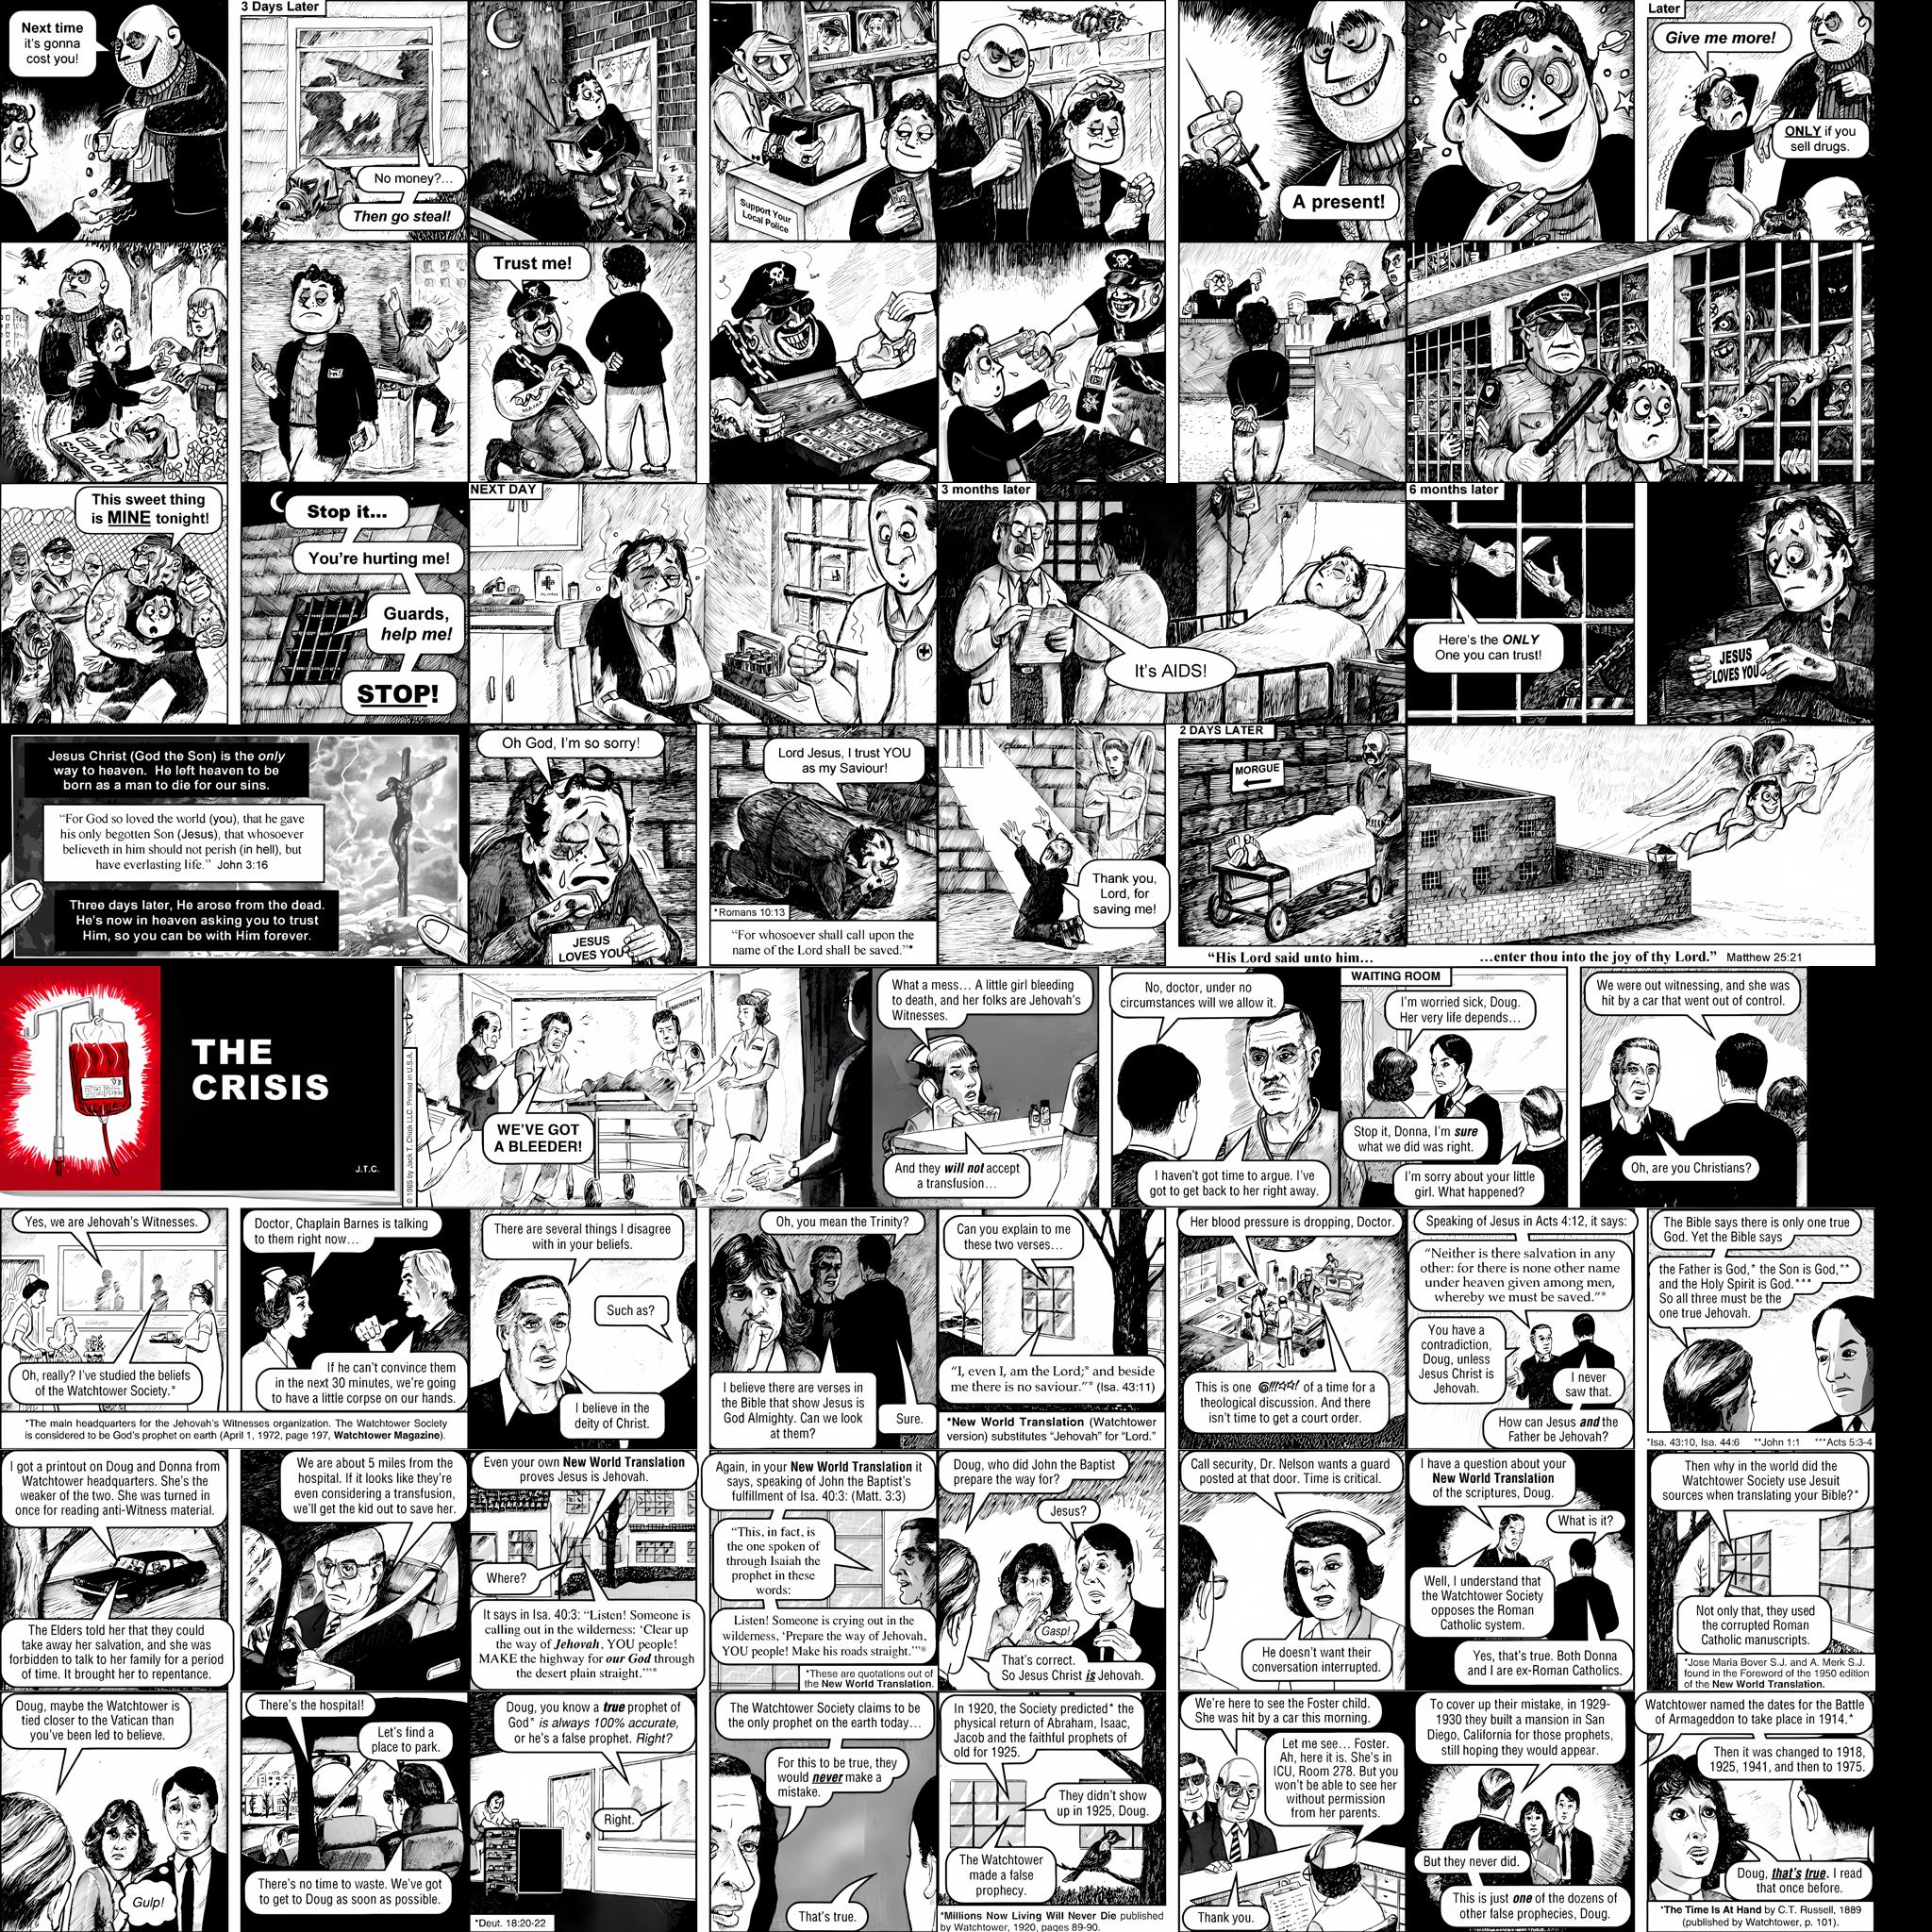 Next time
it's gonna
cost you!
3 Days Later
No money?...
Then go steal!
Support Your
Local Police
A present!
Later
Give me more!
ONLY if you
sell drugs.
NO DOGS
ALLOWED
Trust me!
This sweet thing
is MINE tonight!
Stop it...
You're hurting me!
Guards,
help me!
STOP!
NEXT DAY
3 months later
It's AIDS!
6 months later
Here's the ONLY
One you can trust!
JESUS
LOVES YOU
Jesus Christ (God the Son) is the only
way to heaven. He left heaven to be
born as a man to die for our sins.
"For God so loved the world (you), that he gave
his only begotten Son (Jesus), that whosoever
believeth in him should not perish (in hell), but
have everlasting life." John 3:16
Three days later, He arose from the dead.
He's now in heaven asking you to trust
Him, so you can be with Him forever.
Oh God, I'm so sorry!
JESUS
LOVES YOU
Lord Jesus, I trust YOU
as my Saviour!
*Romans 10:13
"For whosoever shall call upon the
name of the Lord shall be saved."*
Thank you,
Lord, for
saving me!
2 DAYS LATER
MORGUE
"His Lord said unto him...
...enter thou into the joy of thy Lord." Matthew 25:21
THE
CRISIS
J.T.C.
© 1985 by Jack T. Chick LLC. Printed in U.S.A.
EMERGENCY
WE'VE GOT
A BLEEDER!
What a mess... A little girl bleeding
to death, and her folks are Jehovah's
Witnesses.
And they will not accept
a transfusion...
No, doctor, under no
circumstances will we allow it.
I haven't got time to argue. I've
got to get back to her right away.
WAITING ROOM
I'm worried sick, Doug.
Her very life depends...
Stop it, Donna, I'm sure
what we did was right.
I'm sorry about your little
girl. What happened?
We were out witnessing, and she was
hit by a car that went out of control.
Oh, are you Christians?
Yes, we are Jehovah's Witnesses.
Oh, really? I've studied the beliefs
of the Watchtower Society.*
*The main headquarters for the Jehovah's Witnesses organization. The Watchtower Society
is considered to be God's prophet on earth (April 1, 1972, page 197, Watchtower Magazine).
Doctor, Chaplain Barnes is talking
to them right now...
If he can't convince them
in the next 30 minutes, we're going
to have a little corpse on our hands.
There are several things I disagree
with in your beliefs.
Such as?
I believe in the
deity of Christ.
Oh, you mean the Trinity?
I believe there are verses in
the Bible that show Jesus is
God Almighty. Can we look
at them?
Sure.
Can you explain to me
these two verses...
"I, even I, am the Lord;* and beside
me there is no saviour."* (Isa. 43:11)
*New World Translation (Watchtower
version) substitutes "Jehovah" for "Lord."
Her blood pressure is dropping, Doctor.
This is one @!!!☆☆! of a time for a
theological discussion. And there
isn't time to get a court order.
Speaking of Jesus in Acts 4:12, it says:
"Neither is there salvation in any
other: for there is none other name
under heaven given among men,
whereby we must be saved."*
You have a
contradiction,
Doug, unless
Jesus Christ is
Jehovah.
I never
saw that.
How can Jesus and the
Father be Jehovah?
The Bible says there is only one true
God. Yet the Bible says
the Father is God,* the Son is God,**
and the Holy Spirit is God.***
So all three must be the
one true Jehovah.
*Isa. 43:10, Isa. 44:6 **John 1:1 ***Acts 5:3-4
I got a printout on Doug and Donna from
Watchtower headquarters. She's the
weaker of the two. She was turned in
once for reading anti-Witness material.
The Elders told her that they could
take away her salvation, and she was
forbidden to talk to her family for a period
of time. It brought her to repentance.
We are about 5 miles from the
hospital. If it looks like they're
even considering a transfusion,
we'll get the kid out to save her.
Even your own New World Translation
proves Jesus is Jehovah.
Where?
It says in Isa. 40:3: "Listen! Someone is
calling out in the wilderness: 'Clear up
the way of Jehovah, YOU people!
MAKE the highway for our God through
the desert plain straight.'"*
Again, in your New World Translation it
says, speaking of John the Baptist's
fulfillment of Isa. 40:3: (Matt. 3:3)
"This, in fact, is
the one spoken of
through Isaiah the
prophet in these
words:
Listen! Someone is crying out in the
wilderness, 'Prepare the way of Jehovah,
YOU people! Make his roads straight.'"*
*These are quotations out of
the New World Translation.
Doug, who did John the Baptist
prepare the way for?
Jesus?
Gasp!
That's correct.
So Jesus Christ is Jehovah.
Call security, Dr. Nelson wants a guard
posted at that door. Time is critical.
He doesn't want their
conversation interrupted.
I have a question about your
New World Translation
of the scriptures, Doug.
What is it?
Well, I understand that
the Watchtower Society
opposes the Roman
Catholic system.
Yes, that's true. Both Donna
and I are ex-Roman Catholics.
Then why in the world did the
Watchtower Society use Jesuit
sources when translating your Bible?*
Not only that, they used
the corrupted Roman
Catholic manuscripts.
*Jose Maria Bover S.J. and A. Merk S.J.
found in the Foreword of the 1950 edition
of the New World Translation.
Doug, maybe the Watchtower is
tied closer to the Vatican than
you've been led to believe.
Gulp!
There's the hospital!
Let's find a
place to park.
There's no time to waste. We've got
to get to Doug as soon as possible.
Doug, you know a true prophet of
God* is always 100% accurate,
or he's a false prophet. Right?
Right.
*Deut. 18:20-22
The Watchtower Society claims to be
the only prophet on the earth today...
For this to be true, they
would never make a
mistake.
That's true.
In 1920, the Society predicted* the
physical return of Abraham, Isaac,
Jacob and the faithful prophets of
old for 1925.
They didn't show
up in 1925, Doug.
The Watchtower
made a false
prophecy.
*Millions Now Living Will Never Die published
by Watchtower, 1920, pages 89-90.
We're here to see the Foster child.
She was hit by a car this morning.
Let me see... Foster.
Ah, here it is. She's in
ICU, Room 278. But you
won't be able to see her
without permission
from her parents.
Thank you.
To cover up their mistake, in 1929-
1930 they built a mansion in San
Diego, California for those prophets,
still hoping they would appear.
But they never did.
This is just one of the dozens of
other false prophecies, Doug.
Watchtower named the dates for the Battle
of Armageddon to take place in 1914.*
Then it was changed to 1918,
1925, 1941, and then to 1975.
Doug, that's true. I read
that once before.
*The Time Is At Hand by C.T. Russell, 1889
(published by Watchtower, p. 101).